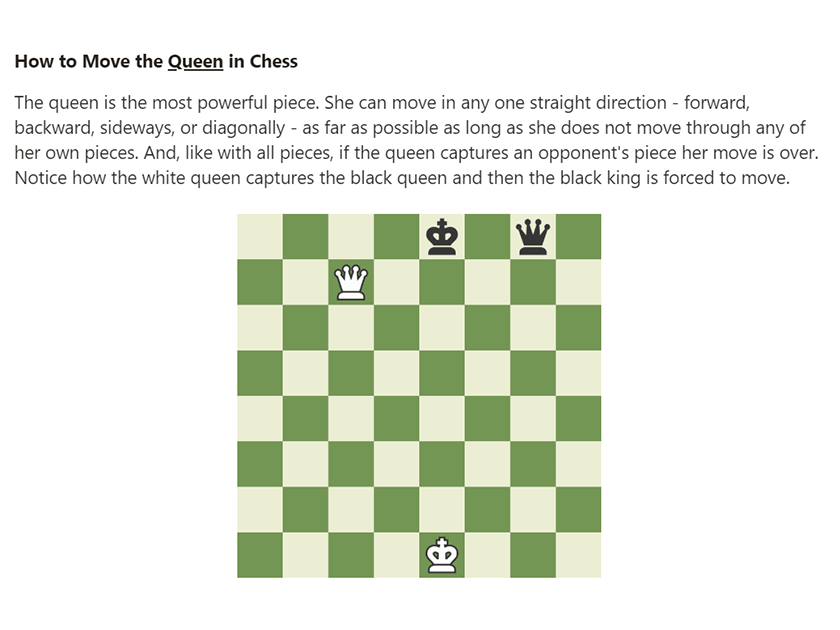 How to Move the Queen in Chess
The queen is the most powerful piece. She can move in any one straight direction - forward,
backward, sideways, or diagonally - as far as possible as long as she does not move through any of
her own pieces. And, like with all pieces, if the queen captures an opponent's piece her move is over.
Notice how the white queen captures the black queen and then the black king is forced to move.